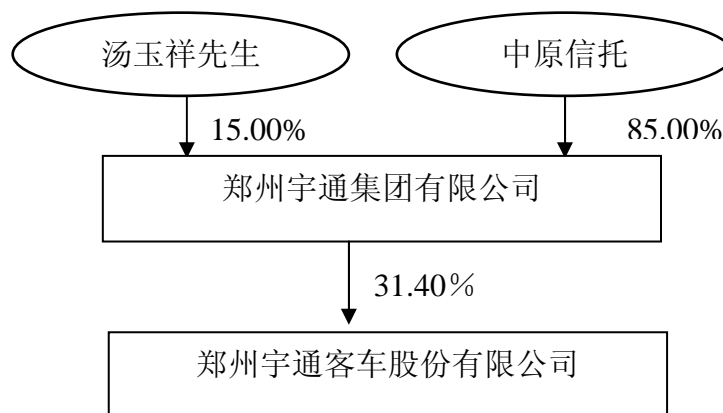 汤玉祥先生
中原信托
15.00%
85.00%
郑州宇通集团有限公司
31.40％
郑州宇通客车股份有限公司